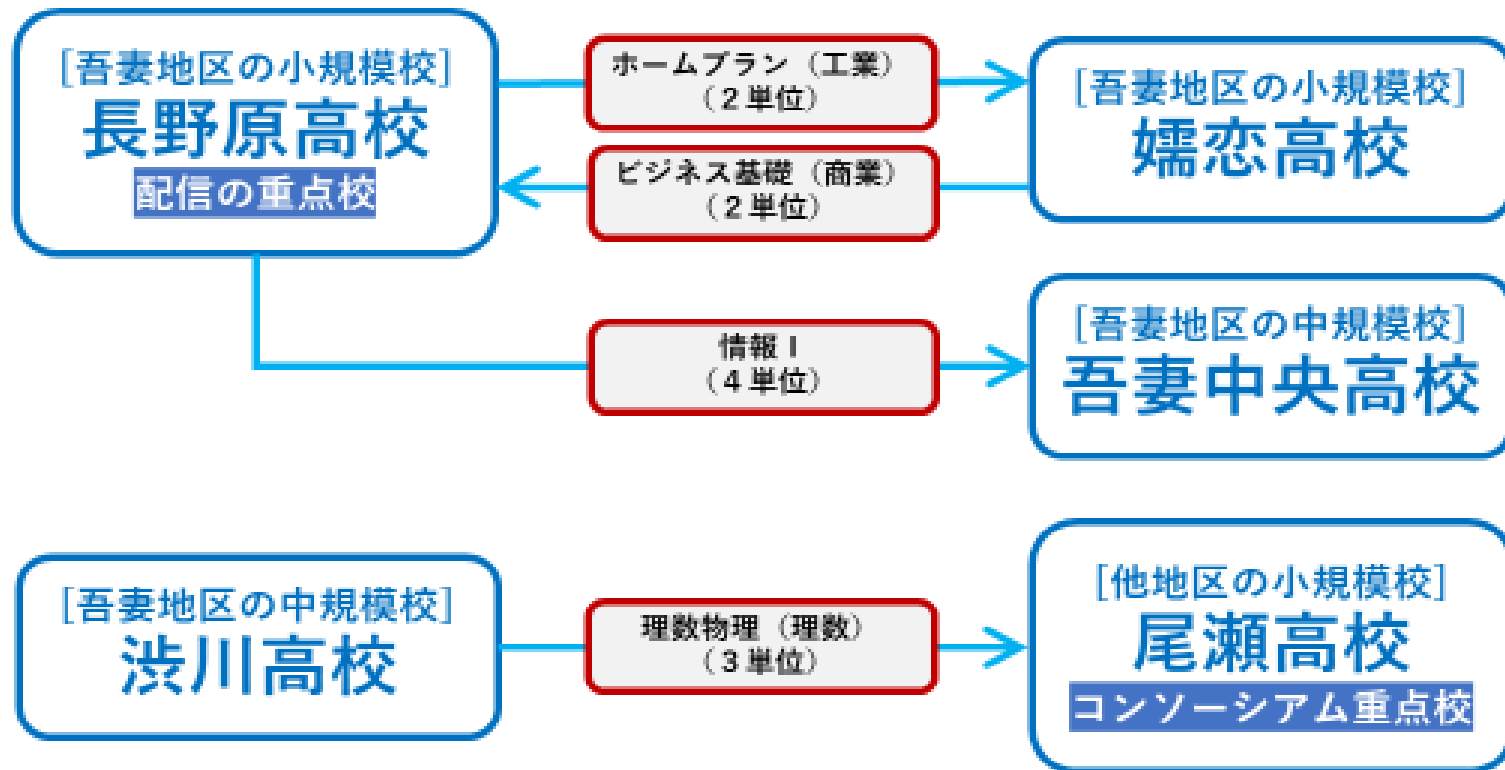 [吾妻地区の小規模校]
長野原高校
配信の重点校
ホームプラン（工業）
（２単位）
ビジネス基礎（商業）
（２単位）
[吾妻地区の小規模校]
嬬恋高校
情報Ⅰ
（４単位）
[吾妻地区の中規模校]
吾妻中央高校
[吾妻地区の中規模校]
渋川高校
理数物理（理数）
（３単位）
[他地区の小規模校]
尾瀬高校
コンソーシアム重点校